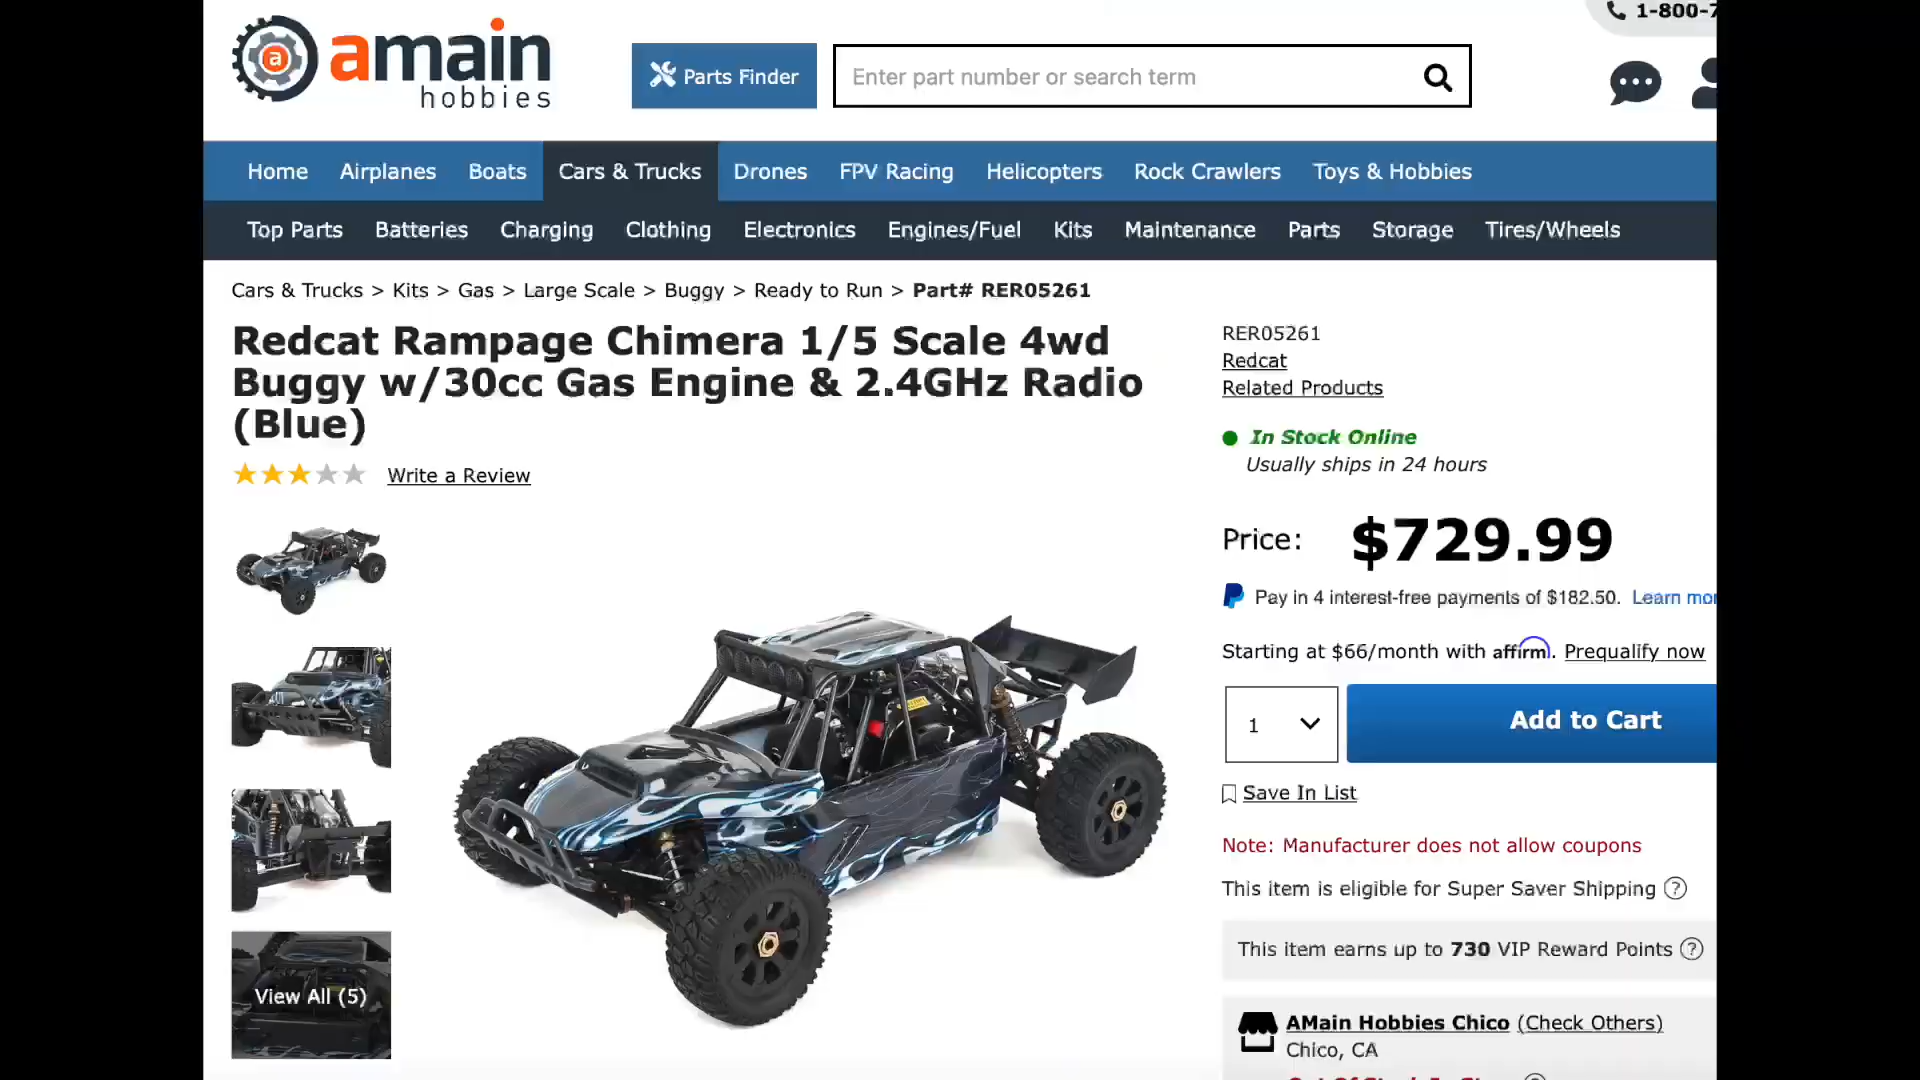 1-800-7
amain
hobbies
a
Parts Finder
Enter part number or search term
Home Airplanes Boats Cars & Trucks Drones FPV Racing Helicopters Rock Crawlers Toys & Hobbies
Top Parts Batteries Charging Clothing Electronics Engines/Fuel Kits Maintenance Parts Storage Tires/Wheels
Cars & Trucks > Kits > Gas > Large Scale > Buggy > Ready to Run > Part# RER05261
Redcat Rampage Chimera 1/5 Scale 4wd
Buggy w/30cc Gas Engine & 2.4GHz Radio
(Blue)
Write a Review
View All (5)
RER05261
Redcat
Related Products
In Stock Online
Usually ships in 24 hours
Price: $729.99
Pay in 4 interest-free payments of $182.50. Learn mor
Starting at $66/month with affirm. Prequalify now
1
Add to Cart
Save In List
Note: Manufacturer does not allow coupons
This item is eligible for Super Saver Shipping ?
This item earns up to 730 VIP Reward Points ?
AMain Hobbies Chico (Check Others)
Chico, CA